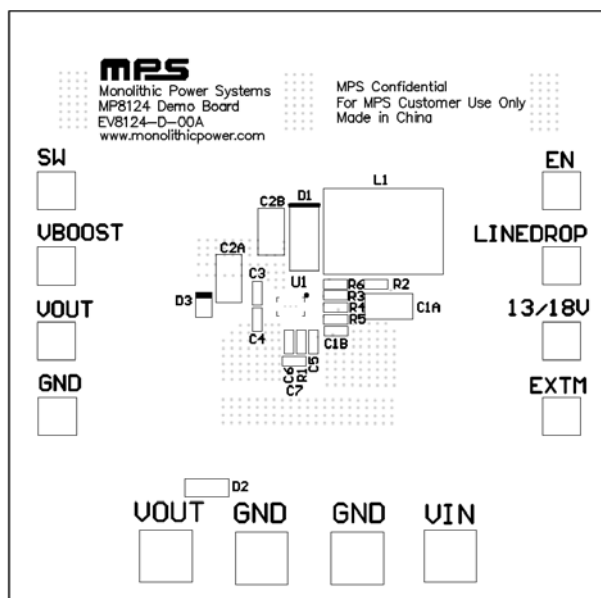 mPS
Monolithic Power Systems
MP8124 Demo Board
EV8124-D-00A
www.monolithicpower.com
MPS Confidential
For MPS Customer Use Only
Made in China
SW
EN
L1
D1
C2B
VBOOST
LINEDROP
C2A
C3
U1
R6
R2
R3
D3
VOUT
R4
C1A
13/18V
R5
C4
C1B
C6
R1
C5
C7
GND
EXTM
D2
VOUT
GND
GND
VIN